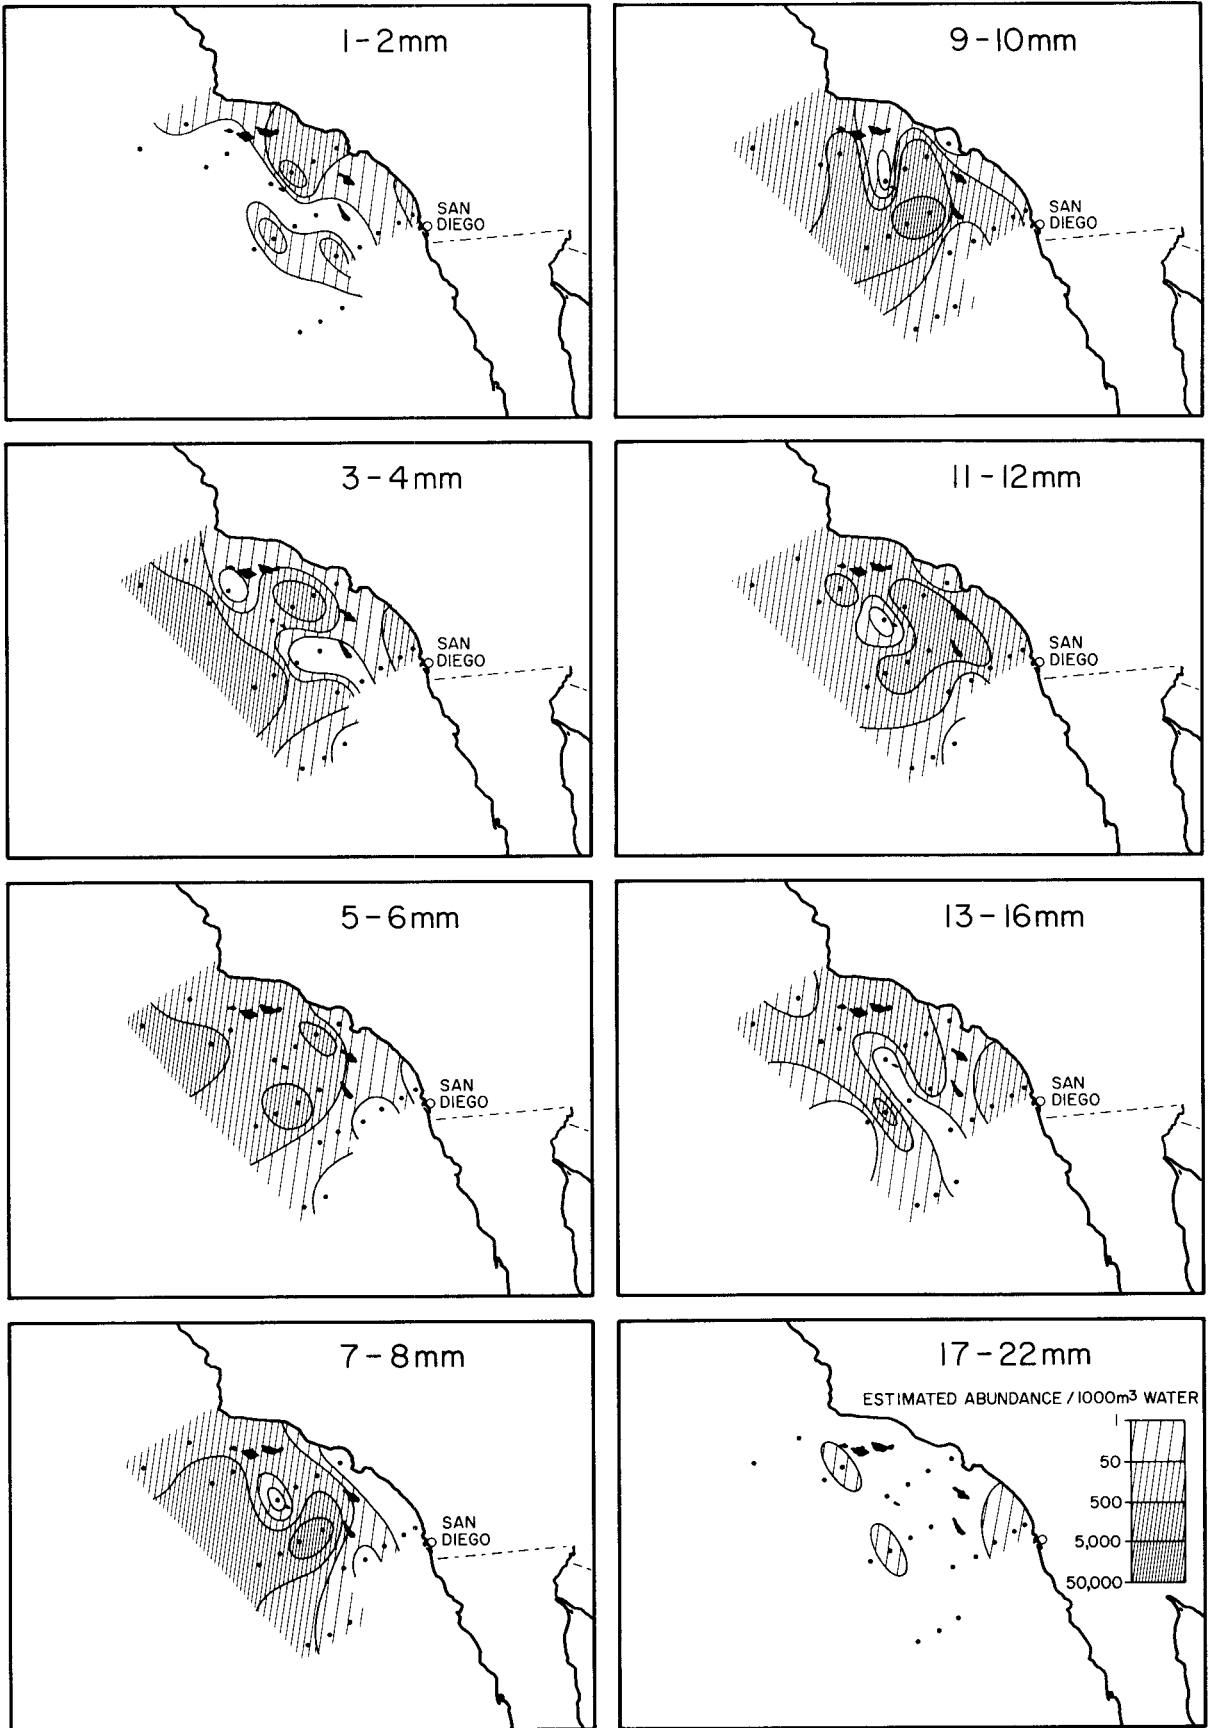 1-2mm
SAN
DIEGO
9-10mm
SAN
DIEGO
3-4mm
SAN
DIEGO
11-12mm
SAN
DIEGO
5-6mm
SAN
DIEGO
13-16mm
SAN
DIEGO
7-8mm
SAN
DIEGO
17-22mm
ESTIMATED ABUNDANCE / 1000m³ WATER
1
50
500
5,000
50,000